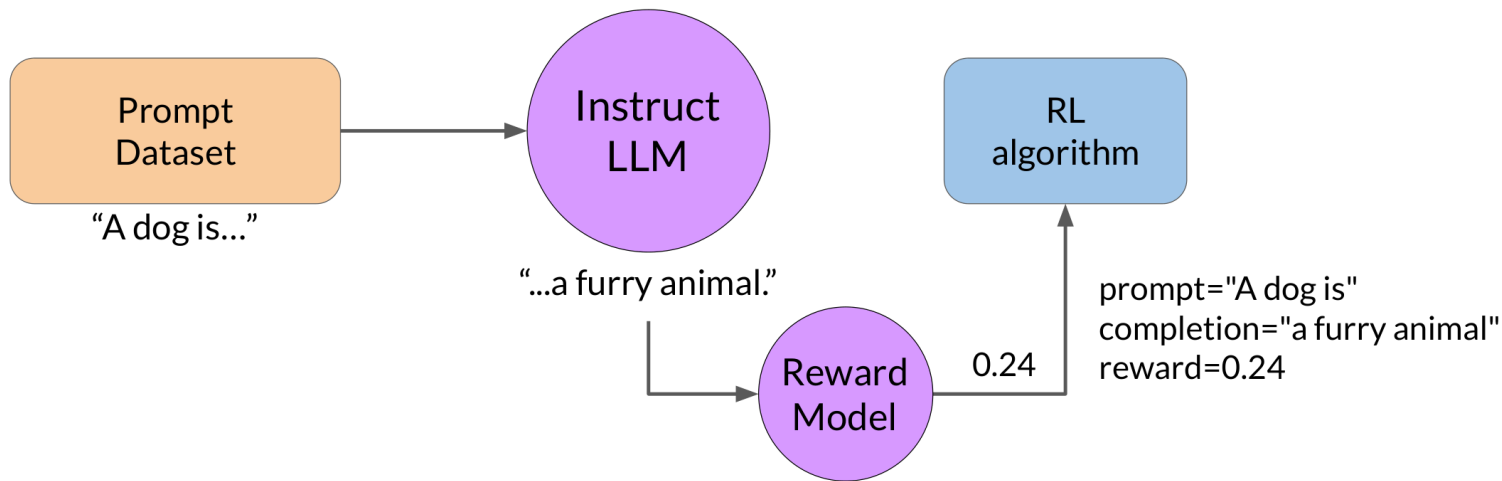 Prompt
Dataset
“A dog is...”
Instruct
LLM
“...a furry animal.”
Reward
Model
0.24
RL
algorithm
prompt="A dog is"
completion="a furry animal"
reward=0.24